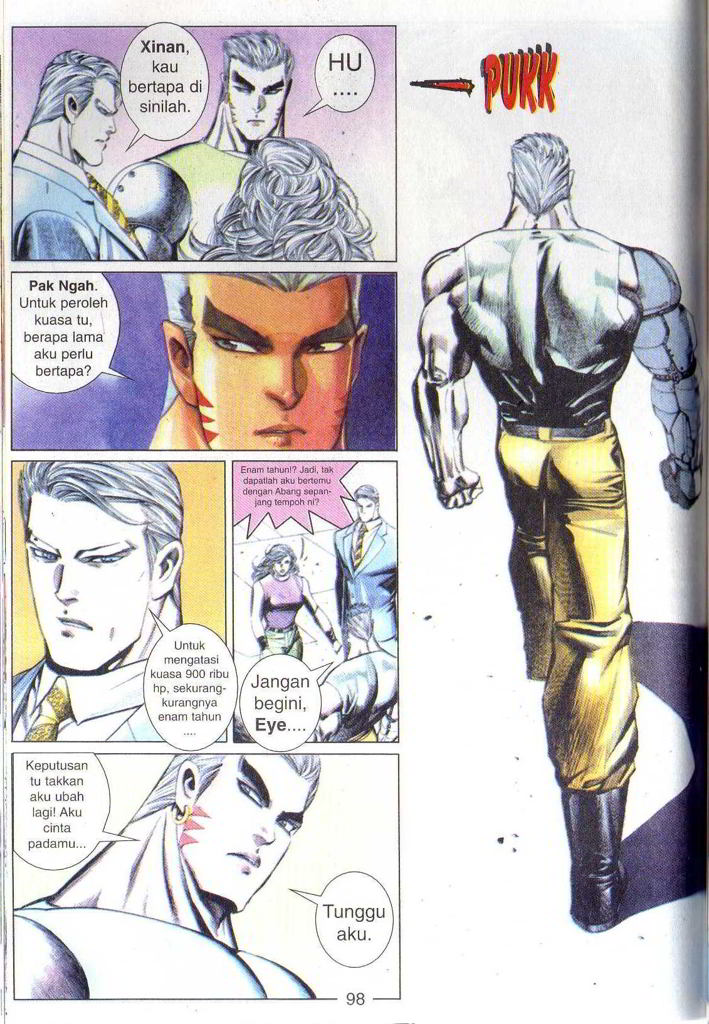 Xinan,
kau
bertapa di
sinilah.
HU
....
Pak Ngah.
Untuk peroleh
kuasa tu,
berapa lama
aku perlu
bertapa?
Untuk
mengatasi
kuasa 900 ribu
hp, sekurang-
kurangnya
enam tahun
....
Enam tahun!? Jadi, tak
dapatlah aku bertemu
dengan Abang sepan-
jang tempoh ni?
Jangan
begini,
Eye....
Keputusan
tu takkan
aku ubah
lagi! Aku
cinta
padamu...
Tunggu
aku.
PUKK
98